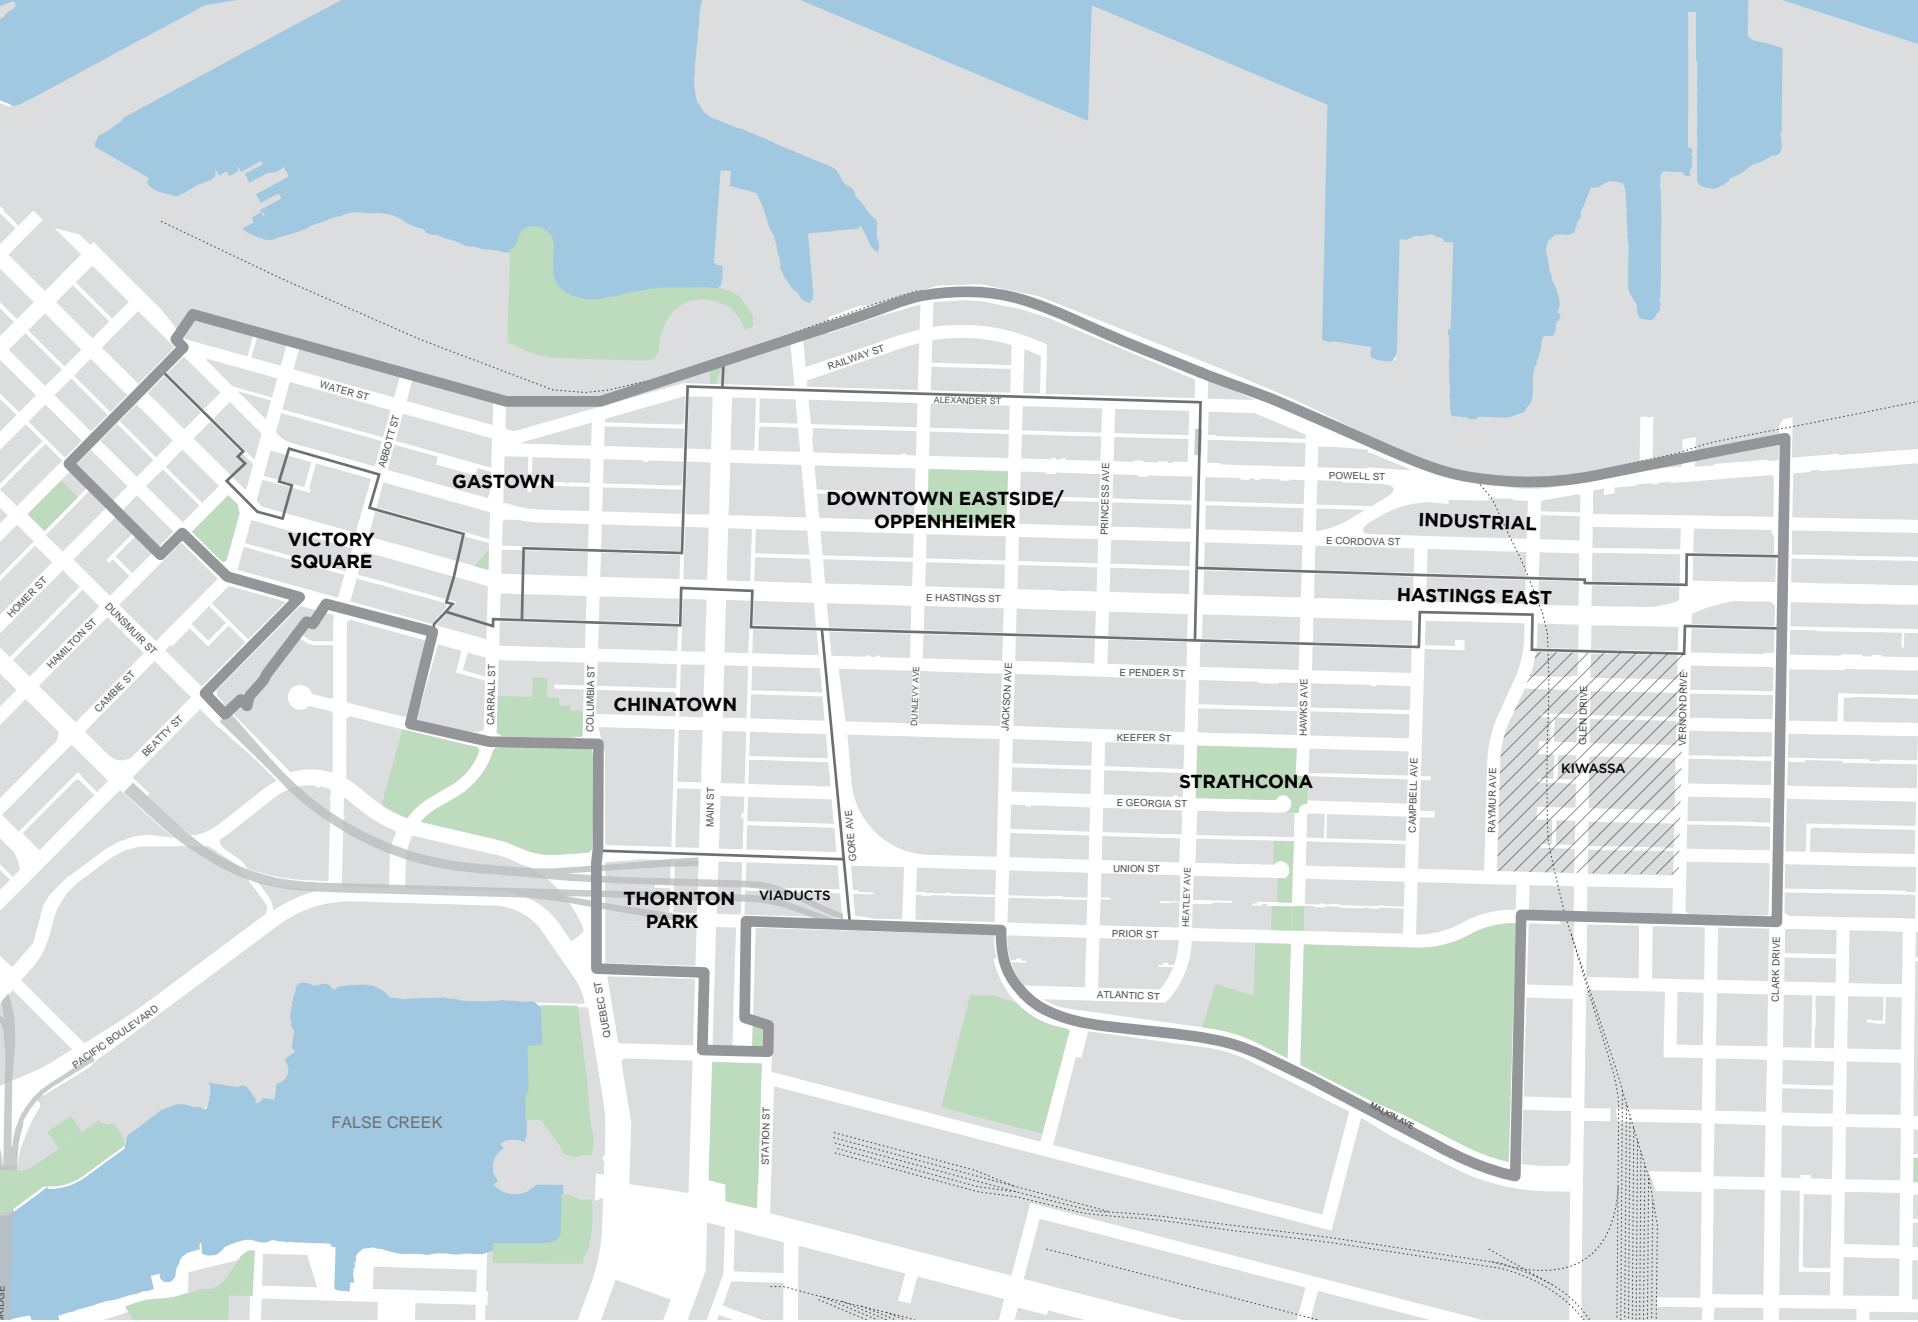 RAILWAY ST
WATER ST
ALEXANDER ST
ABBOTT ST
GASTOWN
DOWNTOWN EASTSIDE/
OPPENHEIMER
PRINCESS AVE
POWELL ST
INDUSTRIAL
E CORDOVA ST
VICTORY
SQUARE
E HASTINGS ST
HASTINGS EAST
HOMER ST
HAMILTON ST
DUNSMUIR ST
CAMBIE ST
BEATTY ST
CARRALL ST
COLUMBIA ST
CHINATOWN
DUNLEVY AVE
JACKSON AVE
E PENDER ST
HAWKS AVE
GLEN DRIVE
VERNON DRIVE
KEEFER ST
STRATHCONA
KIWASSA
MAIN ST
GORE AVE
E GEORGIA ST
CAMPBELL AVE
RAYMUR AVE
UNION ST
HEATLEY AVE
THORNTON
PARK
VIADUCTS
PRIOR ST
CLARK DRIVE
ATLANTIC ST
QUEBEC ST
PACIFIC BOULEVARD
FALSE CREEK
STATION ST
MALKIN AVE